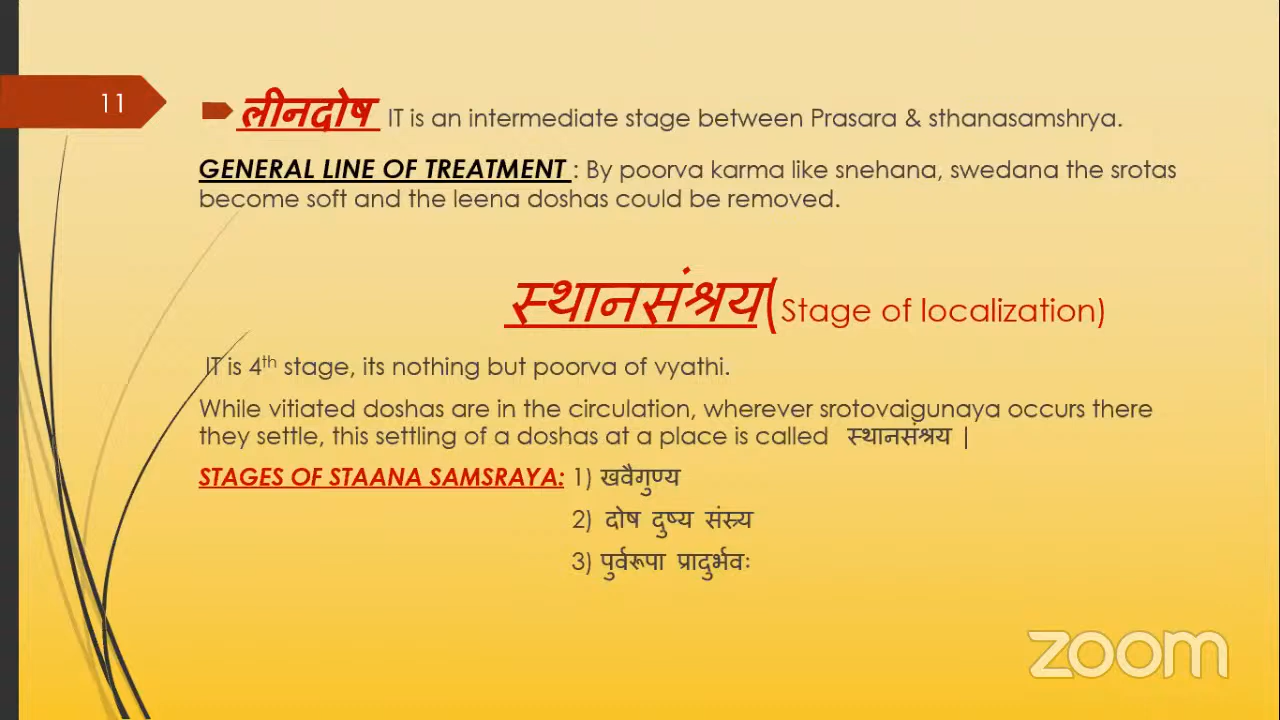 11
लीनदोष IT is an intermediate stage between Prasara & sthanasamshrya.
GENERAL LINE OF TREATMENT : By poorva karma like snehana, swedana the srotas
become soft and the leena doshas could be removed.
स्थानसंश्रय(Stage of localization)
IT is 4th stage, its nothing but poorva of vyathi.
While vitiated doshas are in the circulation, wherever srotovaigunaya occurs there
they settle, this settling of a doshas at a place is called स्थानसंश्रय |
STAGES OF STAANA SAMSRAYA: 1) खवैगुण्य
2) दोष दुष्य संस्र्य
3) पुर्वरूपा प्रादुर्भवः
zoom